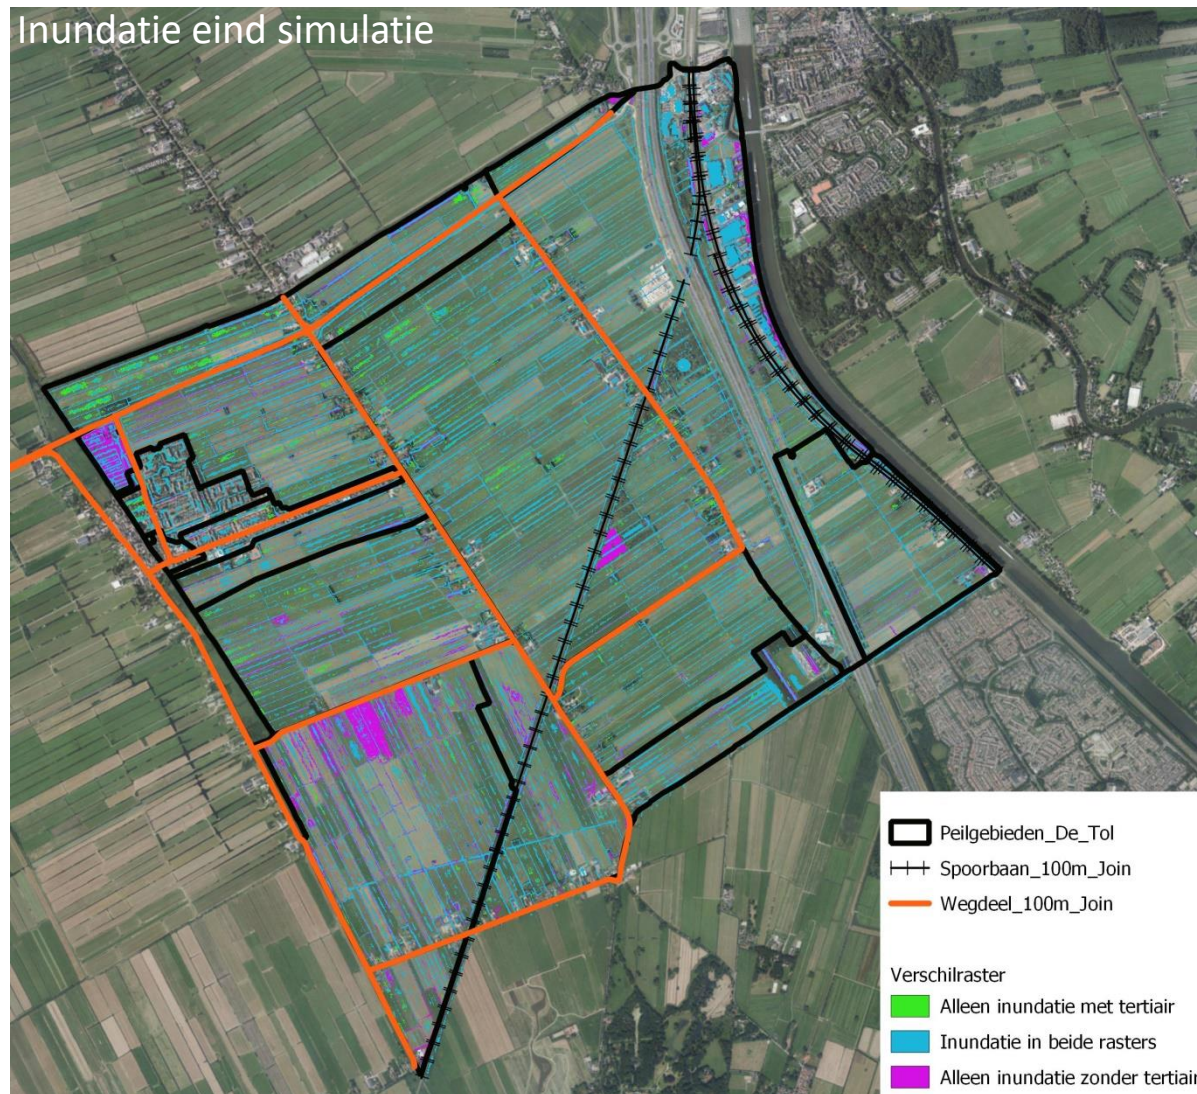 Inundatie eind simulatie
Peilgebieden_De_Tol
Spoorbaan_100m_Join
Wegdeel_100m_Join
Verschilraster
Alleen inundatie met tertiair
Inundatie in beide rasters
Alleen inundatie zonder tertiair